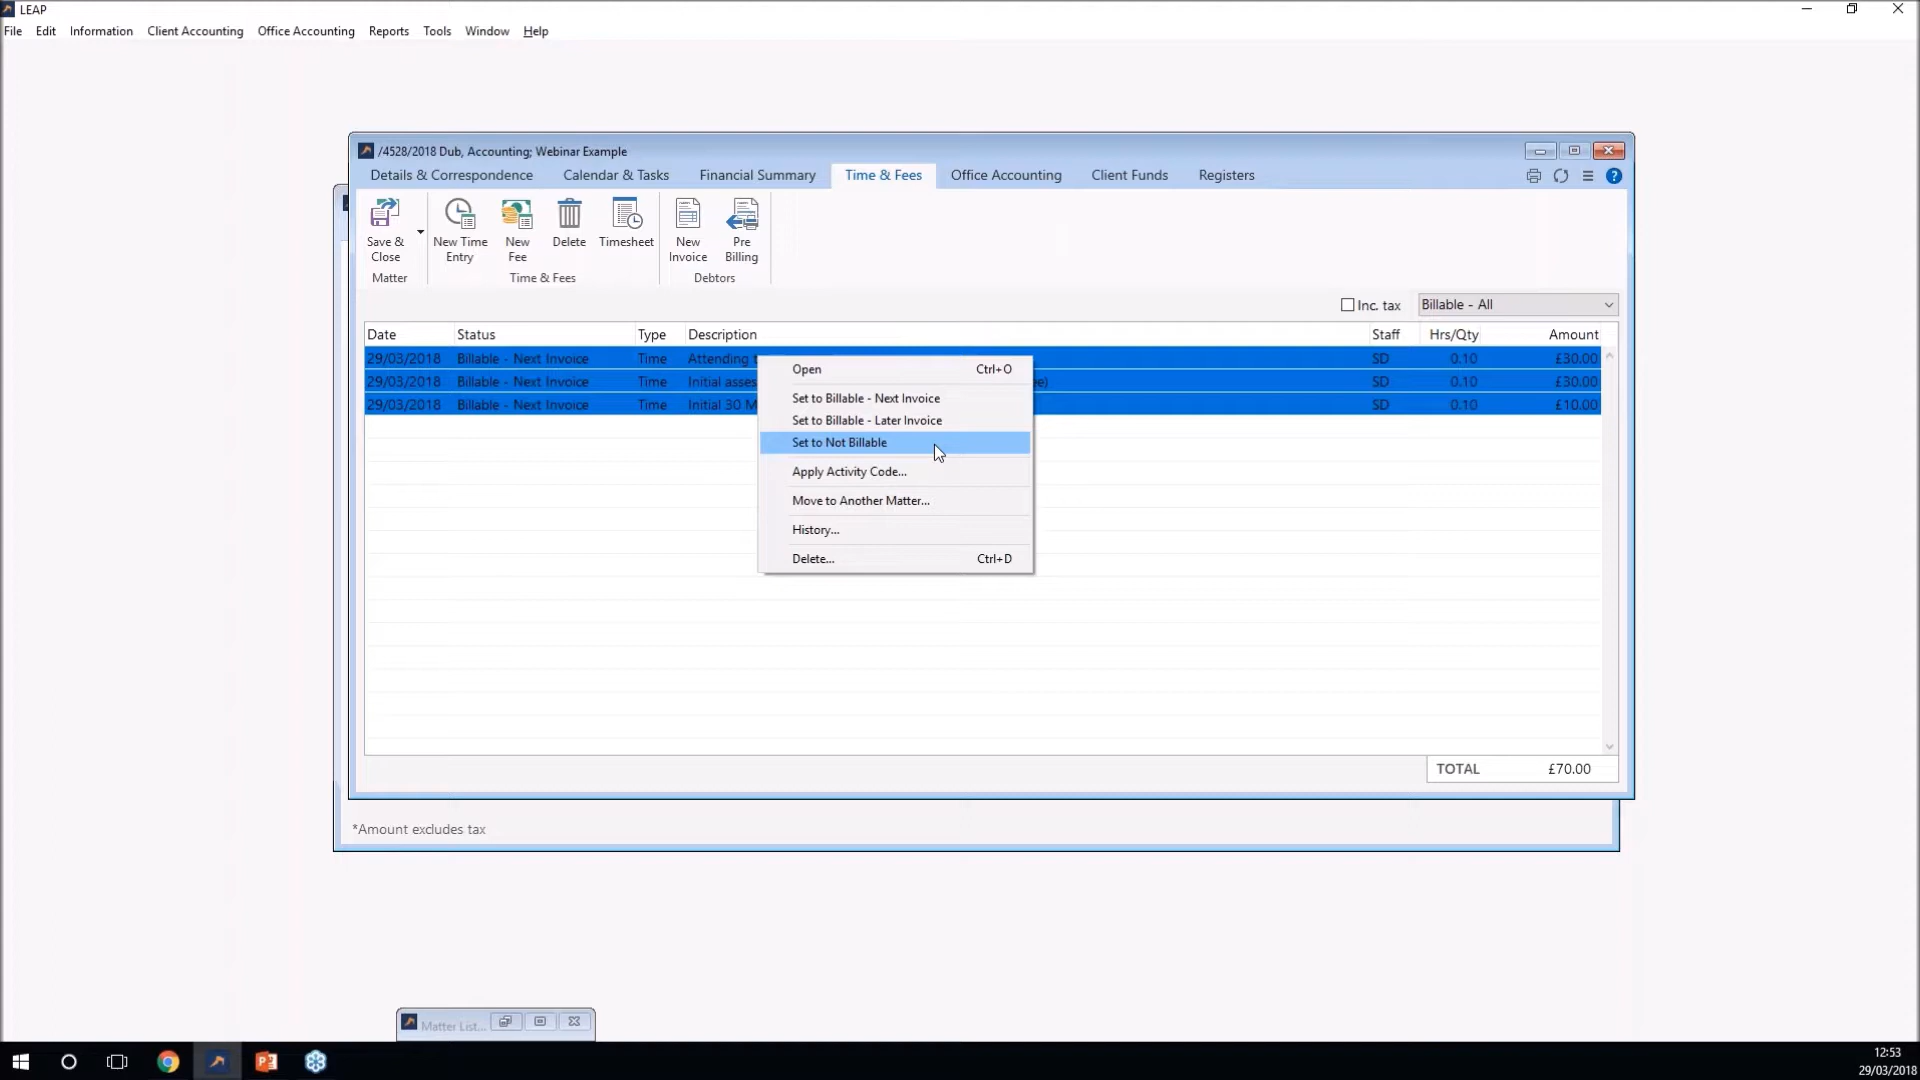 LEAP
File Edit Information Client Accounting Office Accounting Reports Tools Window Help
/4528/2018 Dub, Accounting; Webinar Example
Details & Correspondence Calendar & Tasks Financial Summary Time & Fees Office Accounting Client Funds Registers
Save & Close New Time Entry New Fee Delete Timesheet New Invoice Pre Billing
Matter Time & Fees Debtors
Inc. tax Billable - All
Date Status Type Description Staff Hrs/Qty Amount
29/03/2018 Billable - Next Invoice Time Attending SD 0.10 £30.00
29/03/2018 Billable - Next Invoice Time Initial SD 0.10 £30.00
29/03/2018 Billable - Next Invoice Time Initial 30 M SD 0.10 £10.00
Open Ctrl+O
Set to Billable - Next Invoice
Set to Billable - Later Invoice
Set to Not Billable
Apply Activity Code...
Move to Another Matter...
History...
Delete... Ctrl+D
TOTAL £70.00
*Amount excludes tax
Matter List...
12:53
29/03/2018